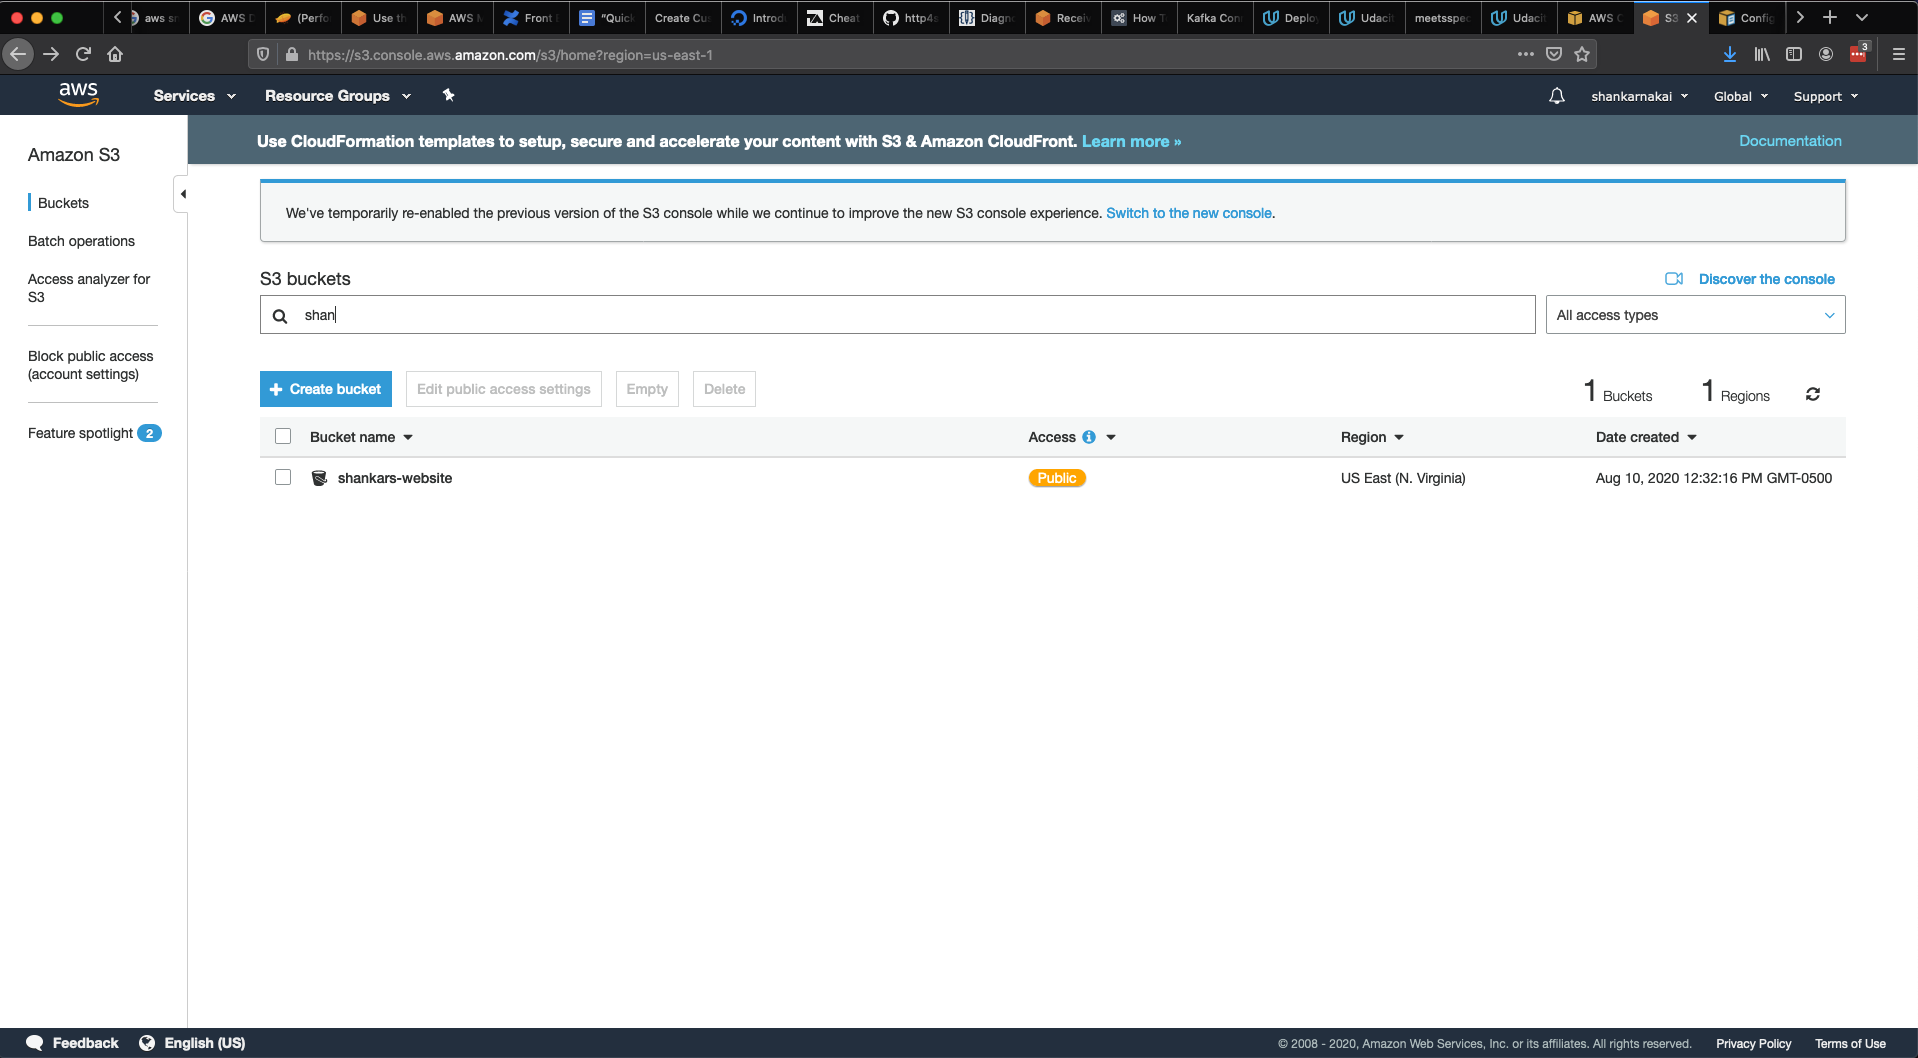 aws sr AWS D (Perfo Use th AWS M Front E "Quick Create Cus Introdu Cheat http4s Diagno Receiv How T Kafka Con Deploy Udacit meetsspec Udacit AWS C S3 Config
https://s3.console.aws.amazon.com/s3/home?region=us-east-1
3
aws Services Resource Groups shankarnakai Global Support
Use CloudFormation templates to setup, secure and accelerate your content with S3 & Amazon CloudFront. Learn more » Documentation
Amazon S3
Buckets
Batch operations
Access analyzer for
S3
Block public access
(account settings)
Feature spotlight 2
We've temporarily re-enabled the previous version of the S3 console while we continue to improve the new S3 console experience. Switch to the new console.
S3 buckets Discover the console
shan All access types
Create bucket Edit public access settings Empty Delete 1 Buckets 1 Regions
Bucket name Access Region Date created
shankars-website Public US East (N. Virginia) Aug 10, 2020 12:32:16 PM GMT-0500
Feedback English (US) © 2008 - 2020, Amazon Web Services, Inc. or its affiliates. All rights reserved. Privacy Policy Terms of Use